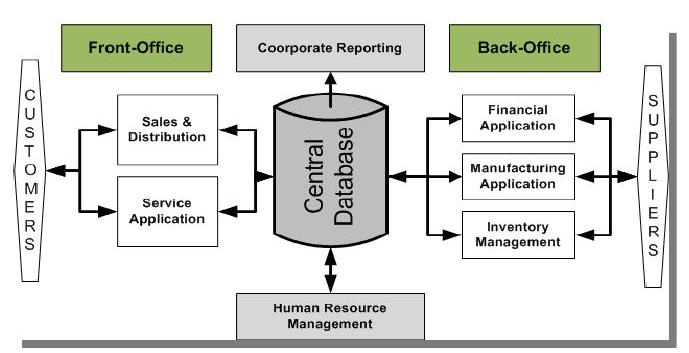 Front-Office
Coorporate Reporting
Back-Office
CUSTOMERS
Sales &
Distribution
Service
Application
Central
Database
Financial
Application
Manufacturing
Application
Inventory
Management
SUPPLIERS
Human Resource
Management